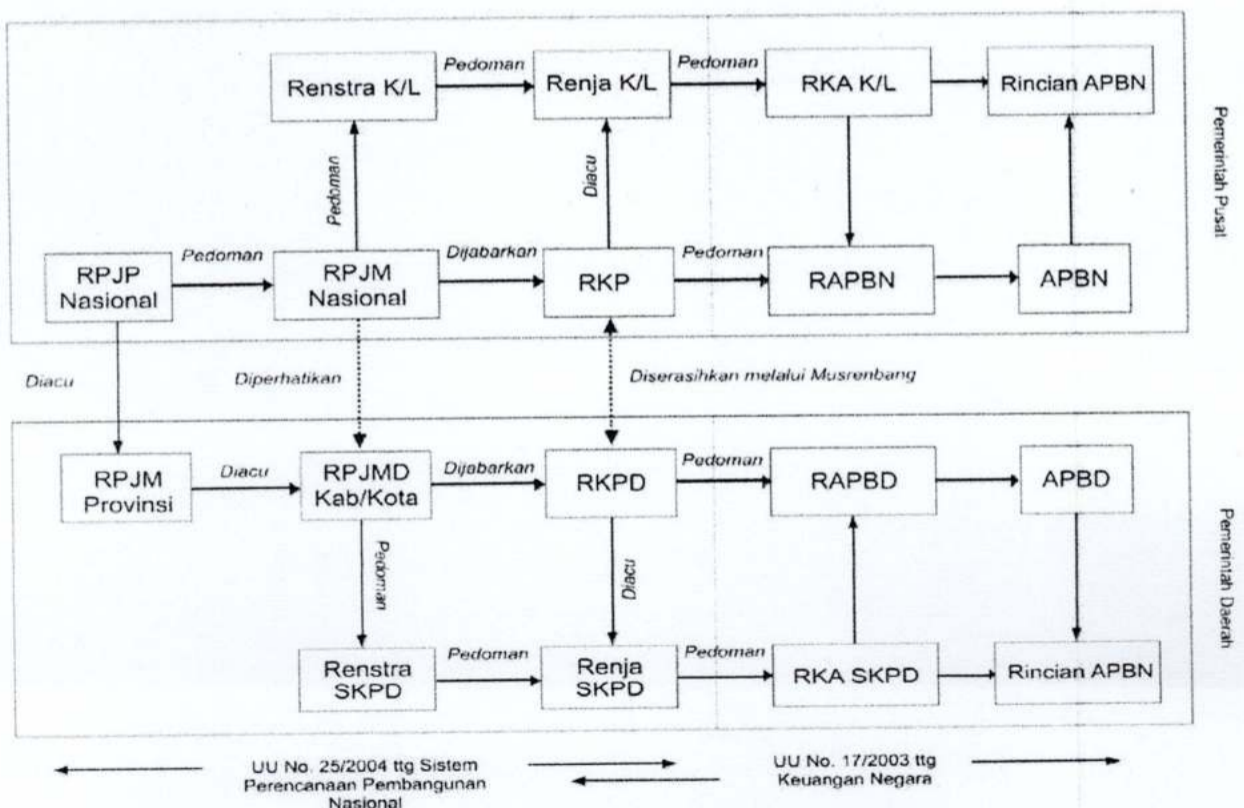 Pedoman
Pedoman
Renstra K/L
Renja K/L
RKA K/L
Rincian APBN
Pedoman
Diacu
Pemerintah Pusat
RPJP
Nasional
Pedoman
RPJM
Nasional
Dijabarkan
RKP
Pedoman
RAPBN
APBN
Diacu
Diperhatikan
Diserasihkan melalui Musrenbang
RPJM
Provinsi
Diacu
RPJMD
Kab/Kota
Dijabarkan
RKPD
Pedoman
RAPBD
APBD
Pedoman
Diacu
Pemerintah Daerah
Renstra
SKPD
Pedoman
Renja
SKPD
Pedoman
RKA SKPD
Rincian APBN
UU No. 25/2004 ttg Sistem
Perencanaan Pembangunan
Nasional
UU No. 17/2003 ttg
Keuangan Negara